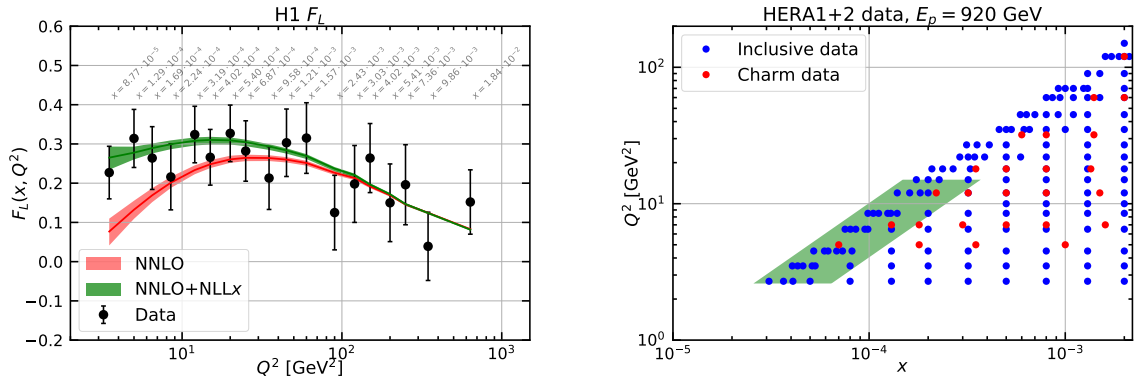 H1 F_L
HERA1+2 data, E_p = 920 GeV
0.6
0.5
0.4
0.3
0.2
0.1
0.0
−0.1
−0.2
F_L(x, Q²)
x = 8.77 · 10⁻⁵
x = 1.29 · 10⁻⁴
x = 1.69 · 10⁻⁴
x = 2.24 · 10⁻⁴
x = 3.19 · 10⁻⁴
x = 4.02 · 10⁻⁴
x = 5.40 · 10⁻⁴
x = 6.87 · 10⁻⁴
x = 9.58 · 10⁻⁴
x = 1.21 · 10⁻³
x = 1.57 · 10⁻³
x = 2.43 · 10⁻³
x = 3.03 · 10⁻³
x = 4.02 · 10⁻³
x = 5.41 · 10⁻³
x = 7.36 · 10⁻³
x = 9.86 · 10⁻³
x = 1.84 · 10⁻²
NNLO
NNLO+NLLx
Data
10¹
10²
10³
Q² [GeV²]
Inclusive data
Charm data
10²
10¹
10⁰
Q² [GeV²]
10⁻⁵
10⁻⁴
10⁻³
x